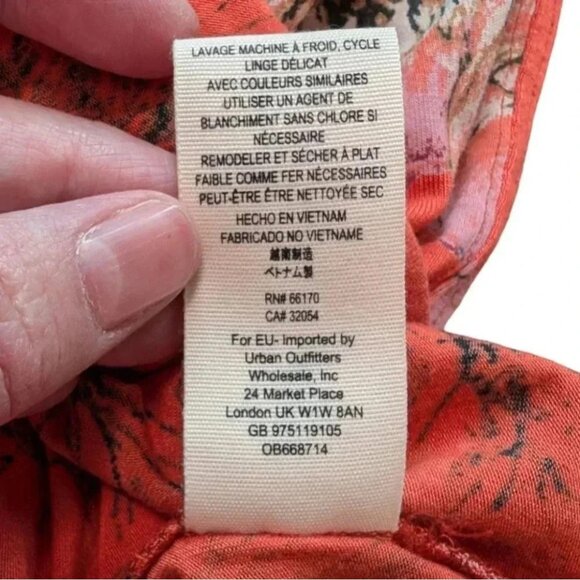 LAVAGE MACHINE À FROID, CYCLE
LINGE DÉLICAT
AVEC COULEURS SIMILAIRES
UTILISER UN AGENT DE
BLANCHIMENT SANS CHLORE SI
NÉCESSAIRE
REMODELER ET SÉCHER À PLAT
FAIBLE COMME FER NÉCESSAIRES
PEUT-ÊTRE ÊTRE NETTOYÉE SEC
HECHO EN VIETNAM
FABRICADO NO VIETNAME
越南制造
ベトナム製
RN# 66170
CA# 32054
For EU- Imported by
Urban Outfitters
Wholesale, Inc
24 Market Place
London UK W1W 8AN
GB 975119105
OB668714